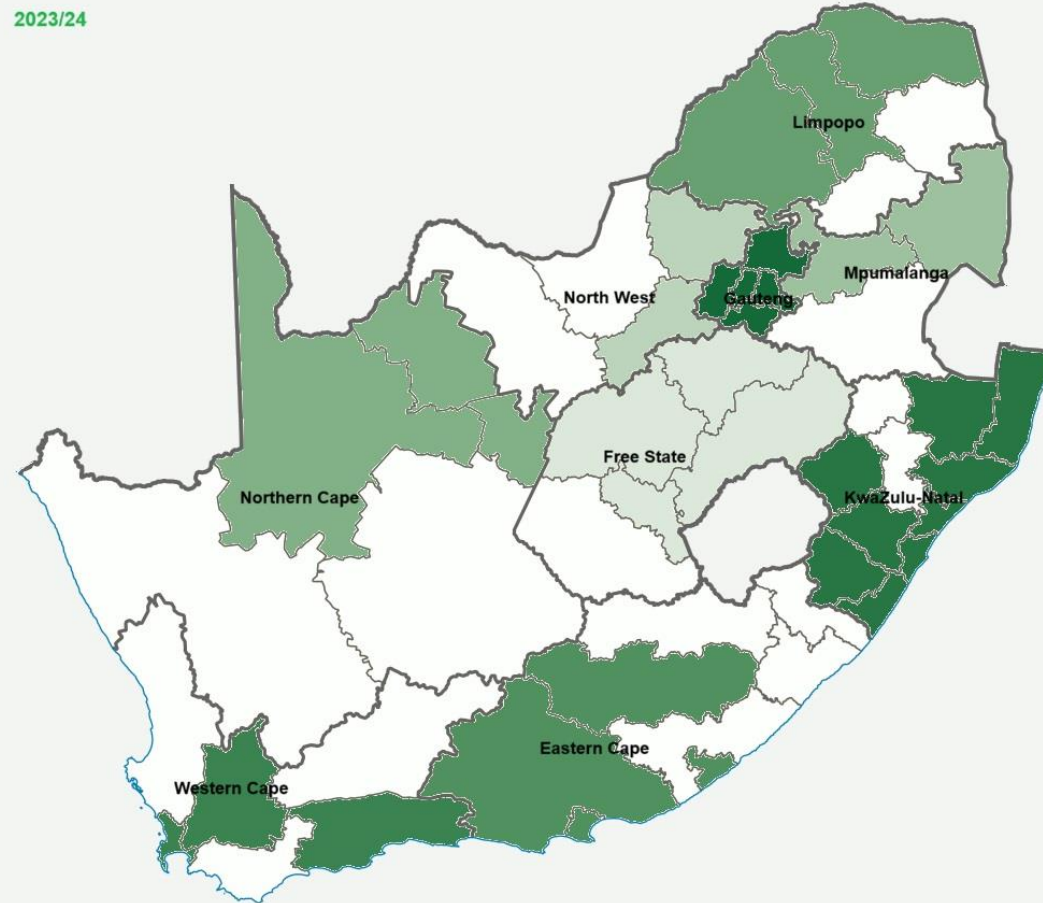 2023/24
Limpopo
Mpumalanga
North West
Gauteng
Free State
Northern Cape
KwaZulu-Natal
Eastern Cape
Western Cape